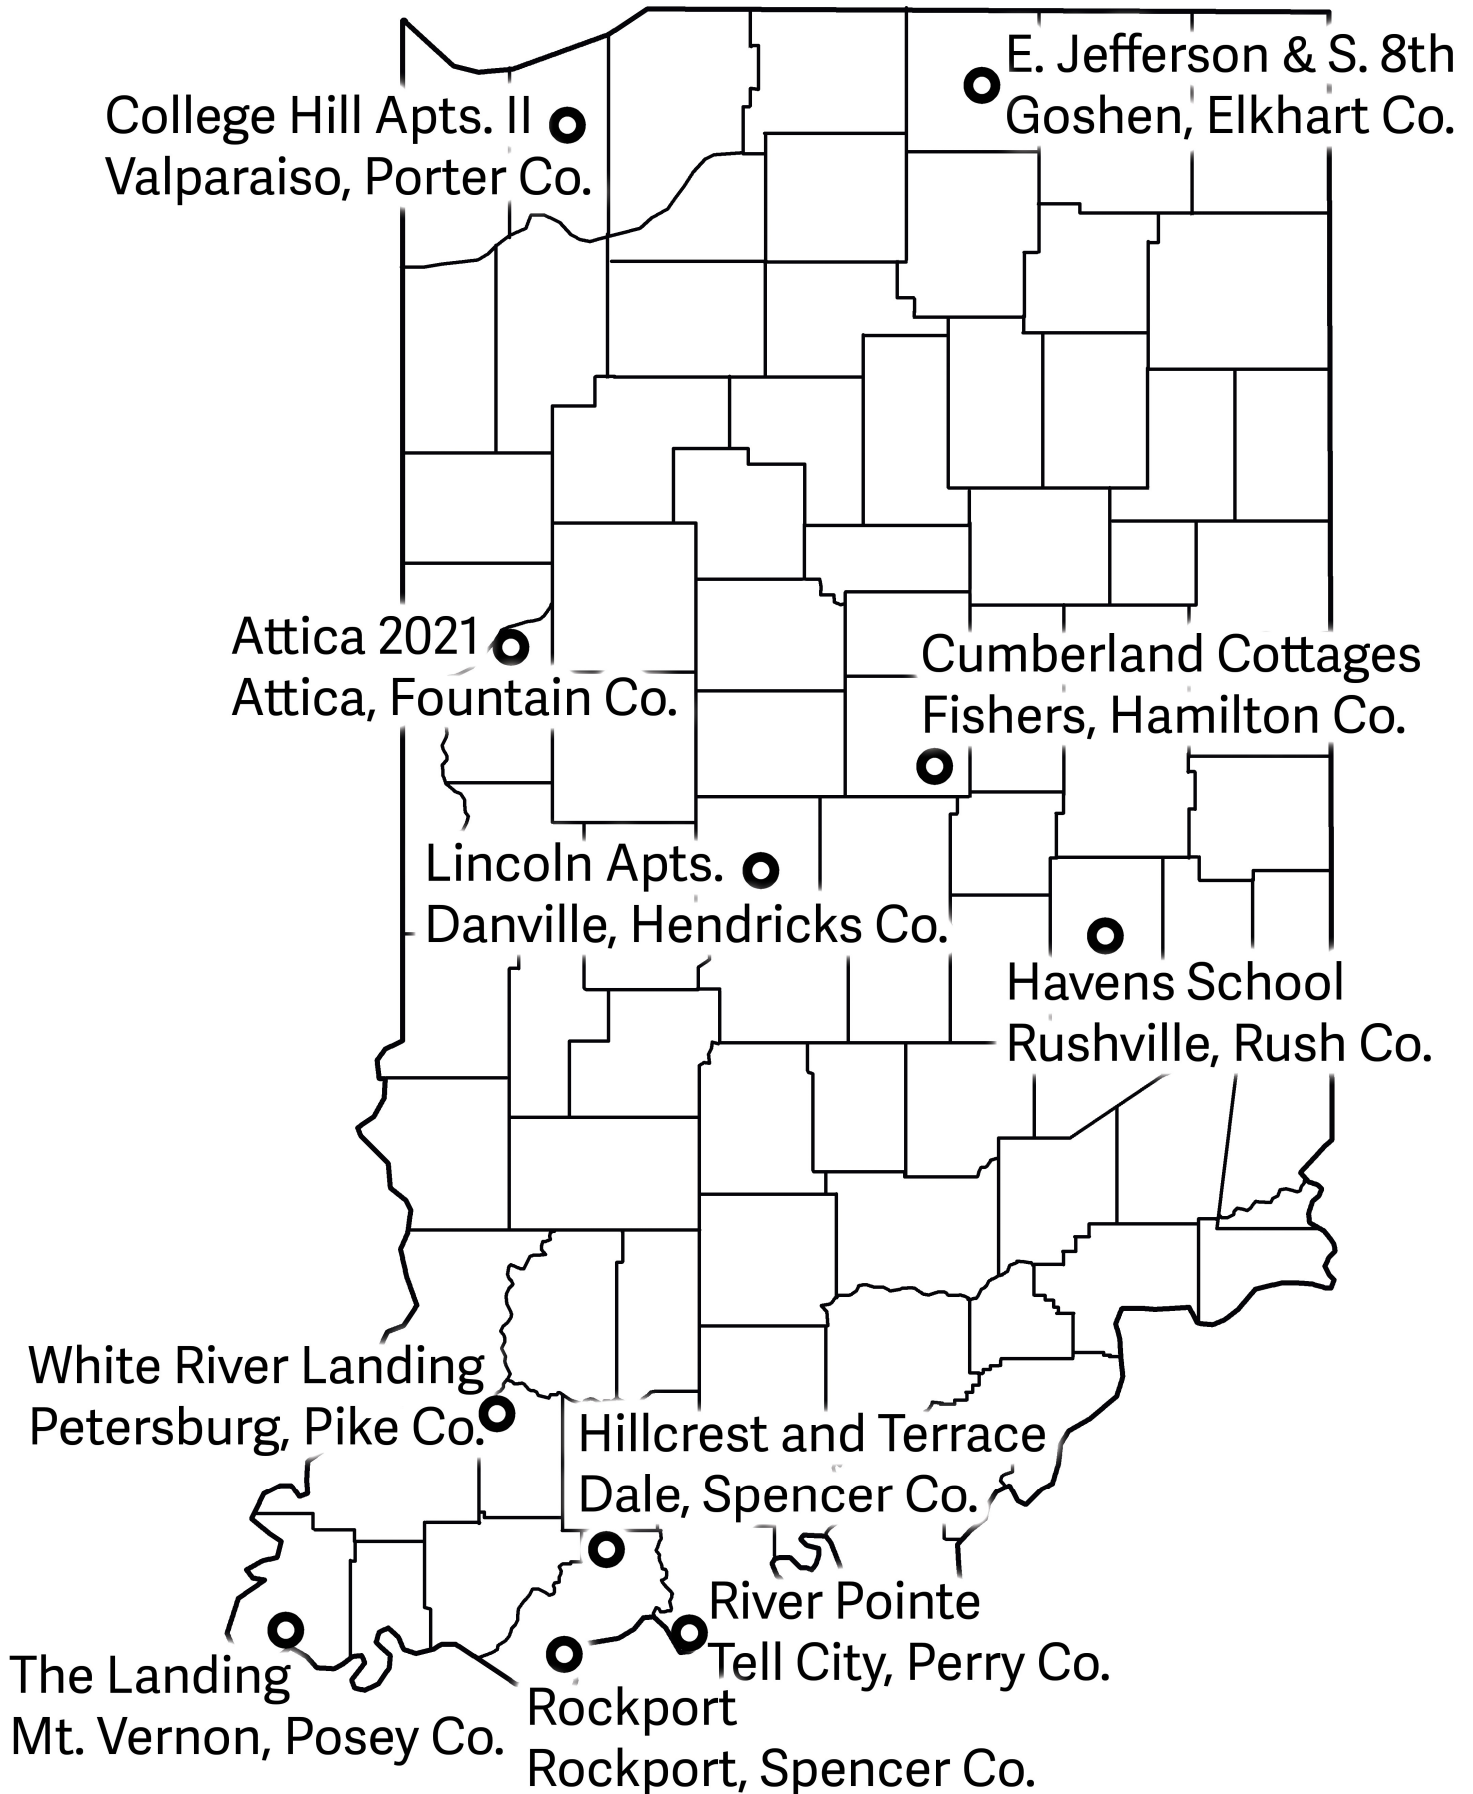 E. Jefferson & S. 8th
Goshen, Elkhart Co.
College Hill Apts. II
Valparaiso, Porter Co.
Attica 2021
Attica, Fountain Co.
Cumberland Cottages
Fishers, Hamilton Co.
Lincoln Apts.
Danville, Hendricks Co.
Havens School
Rushville, Rush Co.
White River Landing
Petersburg, Pike Co.
Hillcrest and Terrace
Dale, Spencer Co.
River Pointe
Tell City, Perry Co.
The Landing
Mt. Vernon, Posey Co.
Rockport
Rockport, Spencer Co.